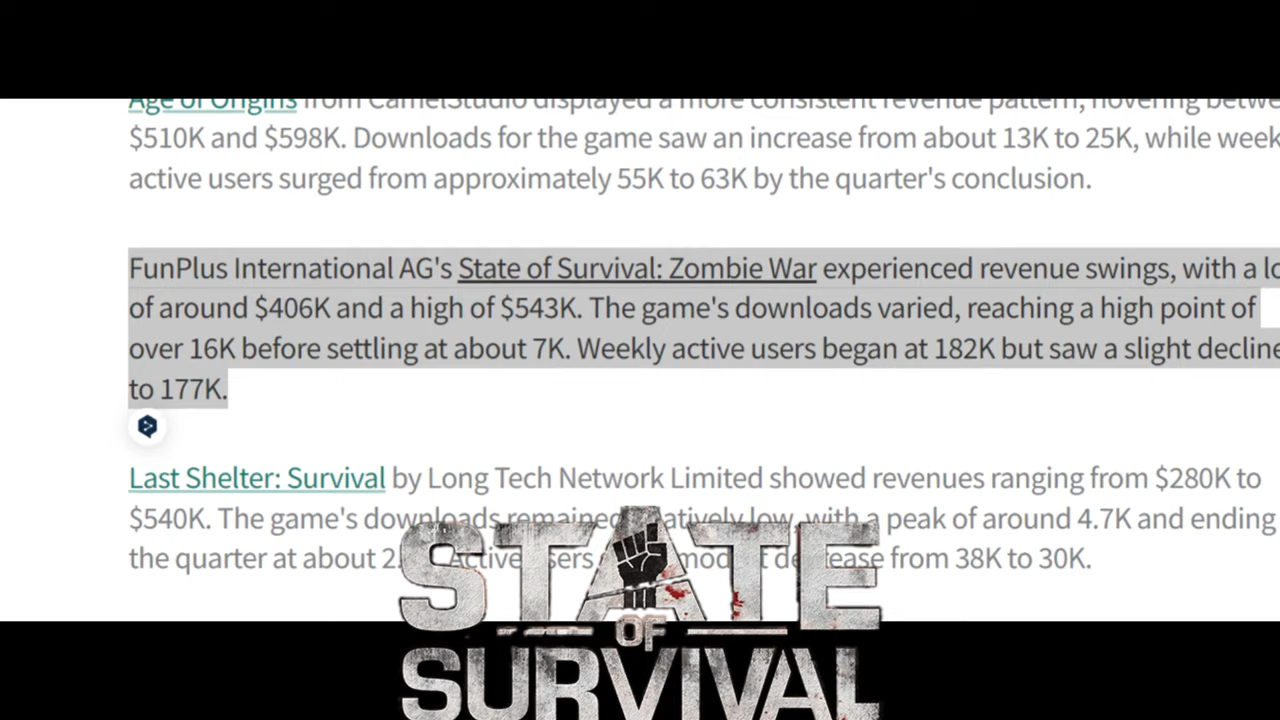 Age of Origins from CamelStudio displayed a more consistent revenue pattern, hovering
$510K and $598K. Downloads for the game saw an increase from about 13K to 25K, while week
active users surged from approximately 55K to 63K by the quarter's conclusion.
FunPlus International AG's State of Survival: Zombie War experienced revenue swings, with a lo
of around $406K and a high of $543K. The game's downloads varied, reaching a high point of
over 16K before settling at about 7K. Weekly active users began at 182K but saw a slight decline
to 177K.
Last Shelter: Survival by Long Tech Network Limited showed revenues ranging from $280K to
$540K. The game's downloads remained atively low, with a peak of around 4.7K and ending
the quarter at about 2. Active sers from 38K to 30K.
STATE
OF
SURVIVAL